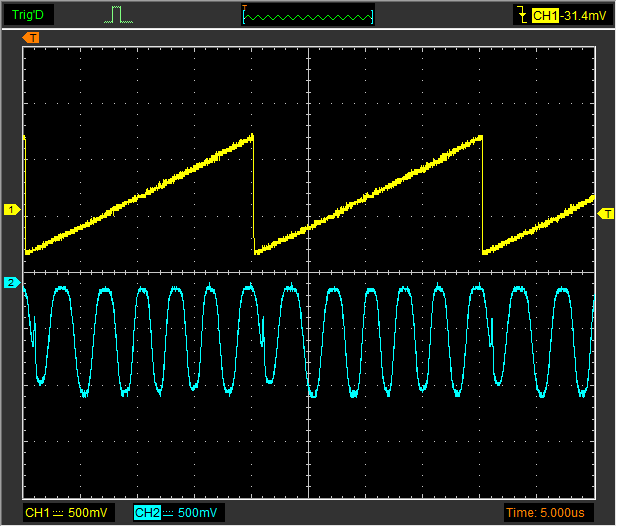 Trig'D
T
CH1 -31.4mV
T
1
T
2
CH1 500mV
CH2 500mV
Time: 5.000us